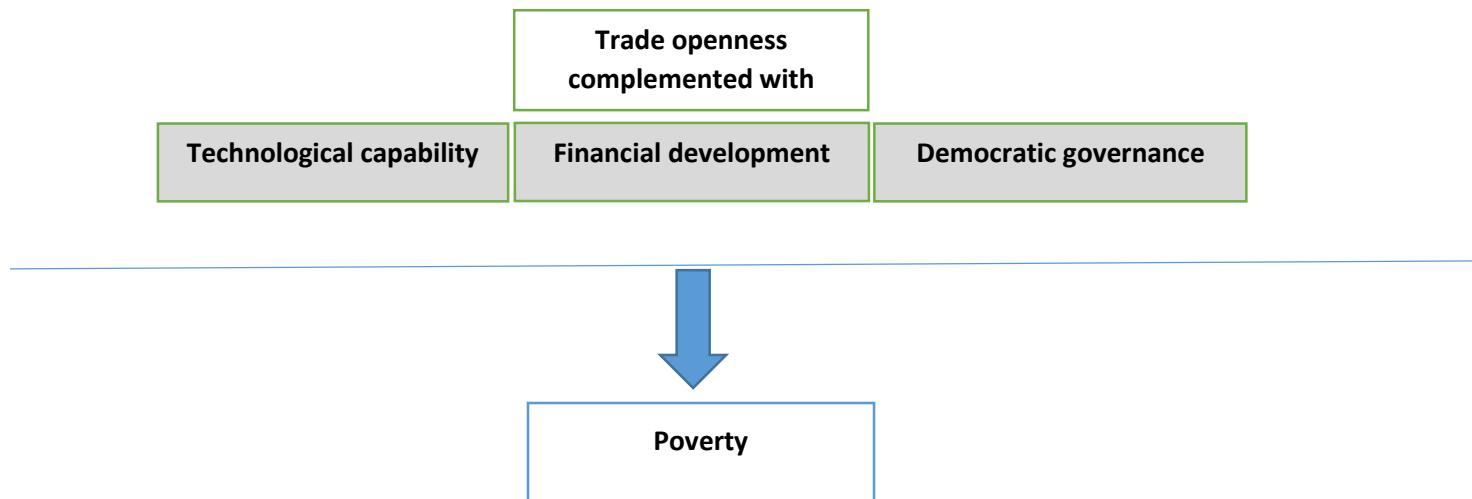 Trade openness
complemented with
Technological capability
Financial development
Democratic governance
Poverty